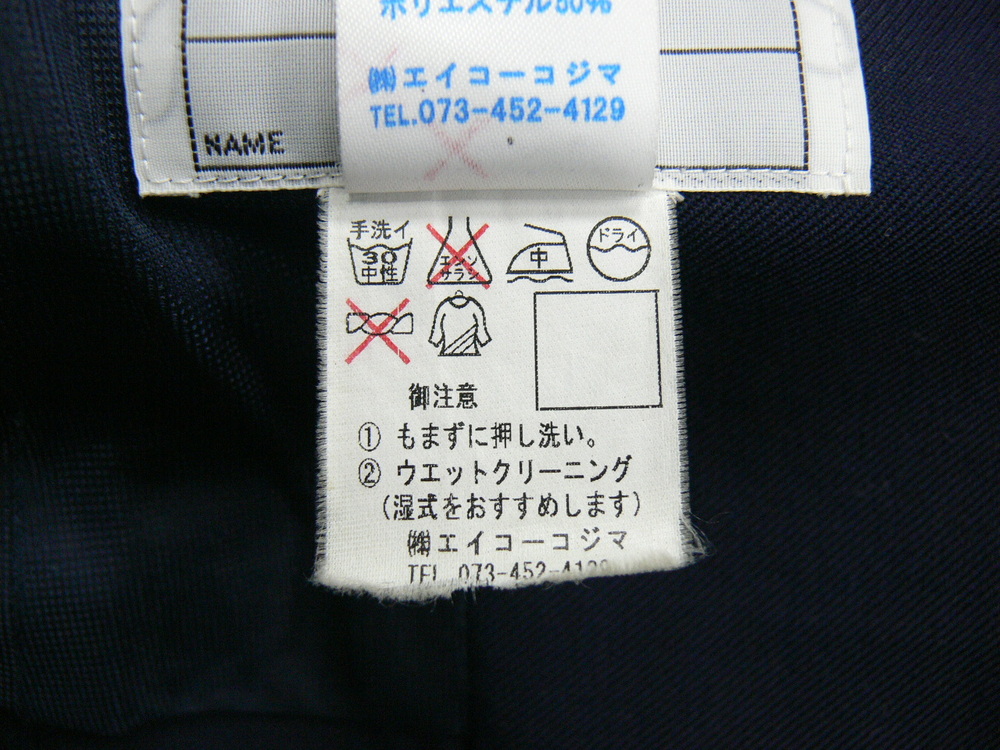 ポリエステル50%
㈱エイコーコジマ
TEL.073-452-4129
NAME
手洗イ
30
中性
エンソ
サラシ
中
ドライ
御注意
① もまずに押し洗い。
② ウエットクリーニング
(湿式をおすすめします)
㈱エイコーコジマ
TEL 073-452-4129